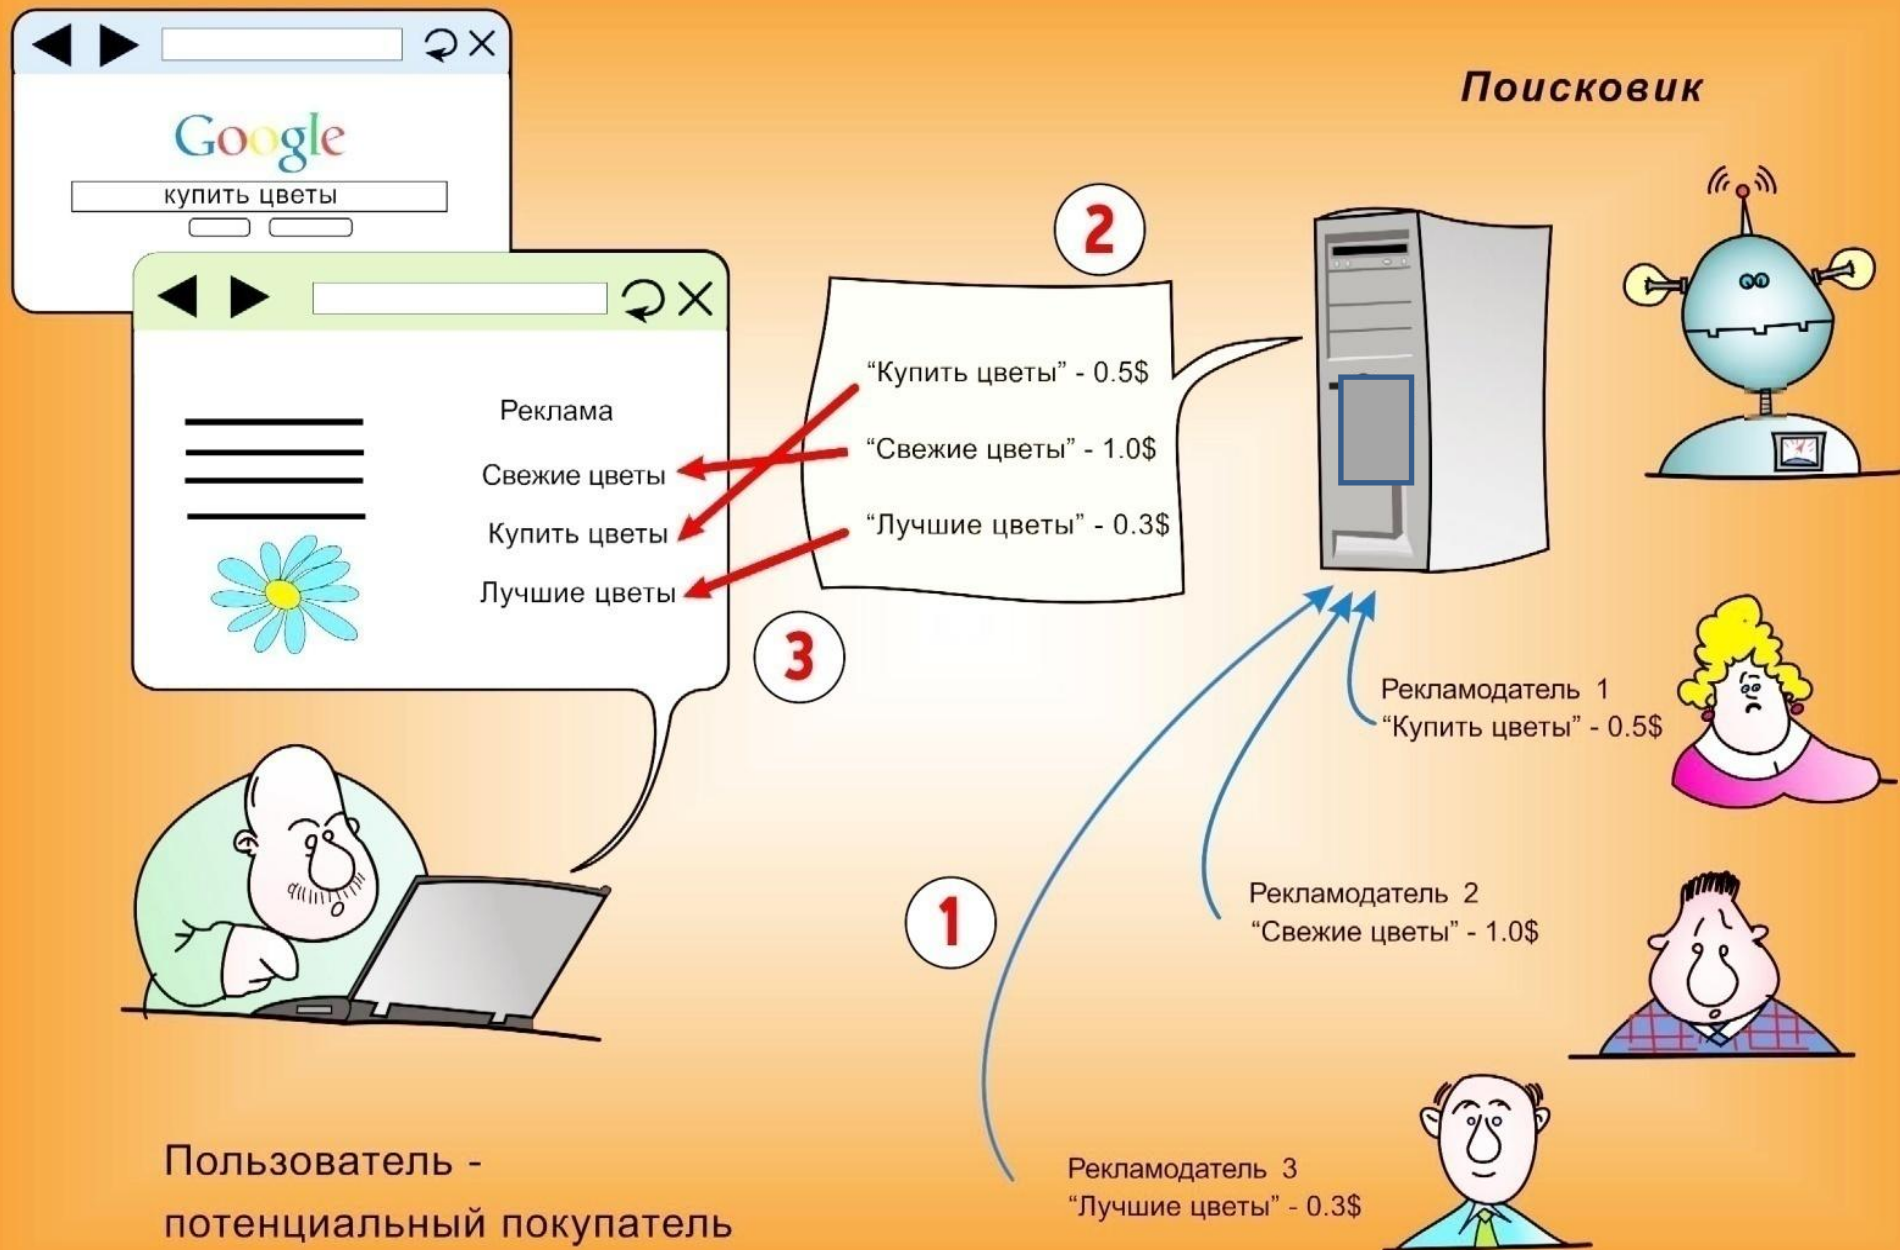 Поисковик
Google
купить цветы
2
Реклама
Свежие цветы
Купить цветы
Лучшие цветы
“Купить цветы” - 0.5$
“Свежие цветы” - 1.0$
“Лучшие цветы” - 0.3$
3
Рекламодатель 1
“Купить цветы” - 0.5$
1
Рекламодатель 2
“Свежие цветы” - 1.0$
Рекламодатель 3
“Лучшие цветы” - 0.3$
Пользователь -
потенциальный покупатель